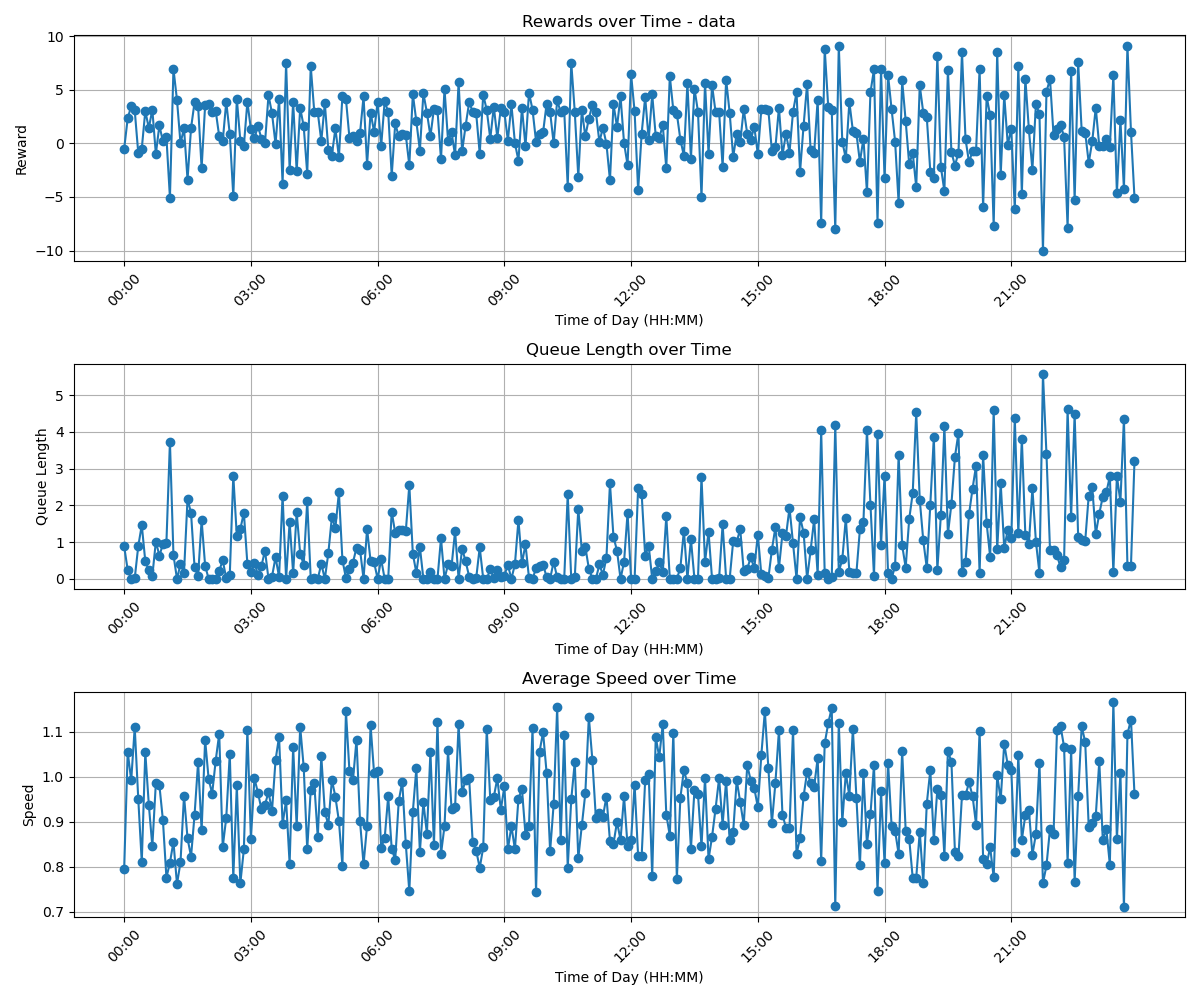 Rewards over Time - data
10
5
0
−5
−10
Reward
00:00 03:00 06:00 09:00 12:00 15:00 18:00 21:00
Time of Day (HH:MM)
Queue Length over Time
5
4
3
2
1
0
Queue Length
00:00 03:00 06:00 09:00 12:00 15:00 18:00 21:00
Time of Day (HH:MM)
Average Speed over Time
1.1
1.0
0.9
0.8
0.7
Speed
00:00 03:00 06:00 09:00 12:00 15:00 18:00 21:00
Time of Day (HH:MM)